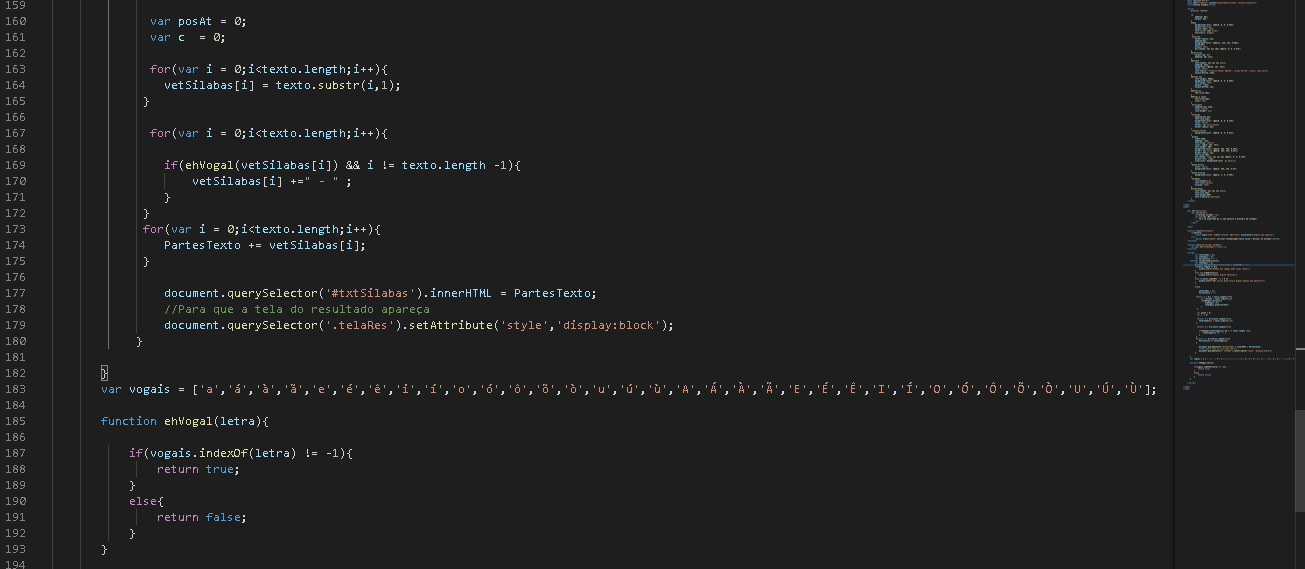 159
160 var posAt = 0;
161 var c  = 0;
162
163 for(var i = 0;i<texto.length;i++){
164 vetSilabas[i] = texto.substr(i,1);
165 }
166
167 for(var i = 0;i<texto.length;i++){
168
169 if(ehVogal(vetSilabas[i]) && i != texto.length -1){
170 vetSilabas[i] +=" - " ;
171 }
172 }
173 for(var i = 0;i<texto.length;i++){
174 PartesTexto += vetSilabas[i];
175 }
176
177 document.querySelector('#txtSilabas').innerHTML = PartesTexto;
178 //Para que a tela do resultado apareça
179 document.querySelector('.telaRes').setAttribute('style','display:block');
180 }
181
182 }
183 var vogais = ['a','á','à','ã','e','é','ê','i','í','o','ó','ô','õ','ò','u','ú','ù','A','Á','À','Ã','E','É','Ê','I','Í','O','Ó','Ô','Õ','Ò','U','Ú','Ù'];
184
185 function ehVogal(letra){
186
187 if(vogais.indexOf(letra) != -1){
188 return true;
189 }
190 else{
191 return false;
192 }
193 }
194